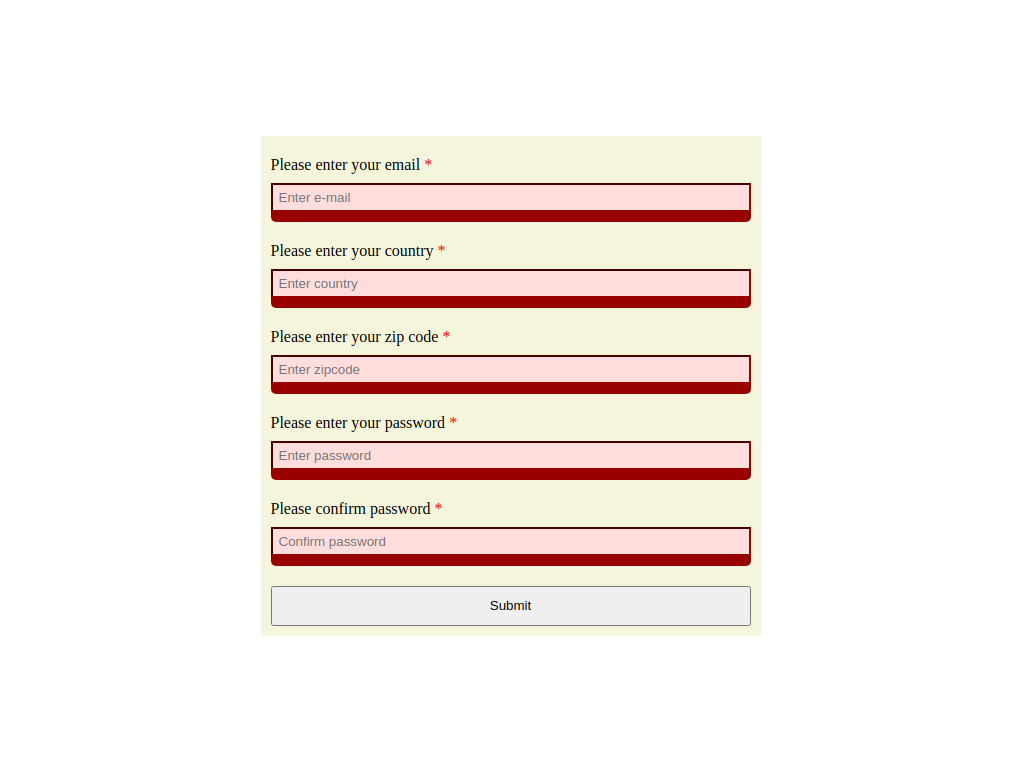 Please enter your email *
Enter e-mail
Please enter your country *
Enter country
Please enter your zip code *
Enter zipcode
Please enter your password *
Enter password
Please confirm password *
Confirm password
Submit